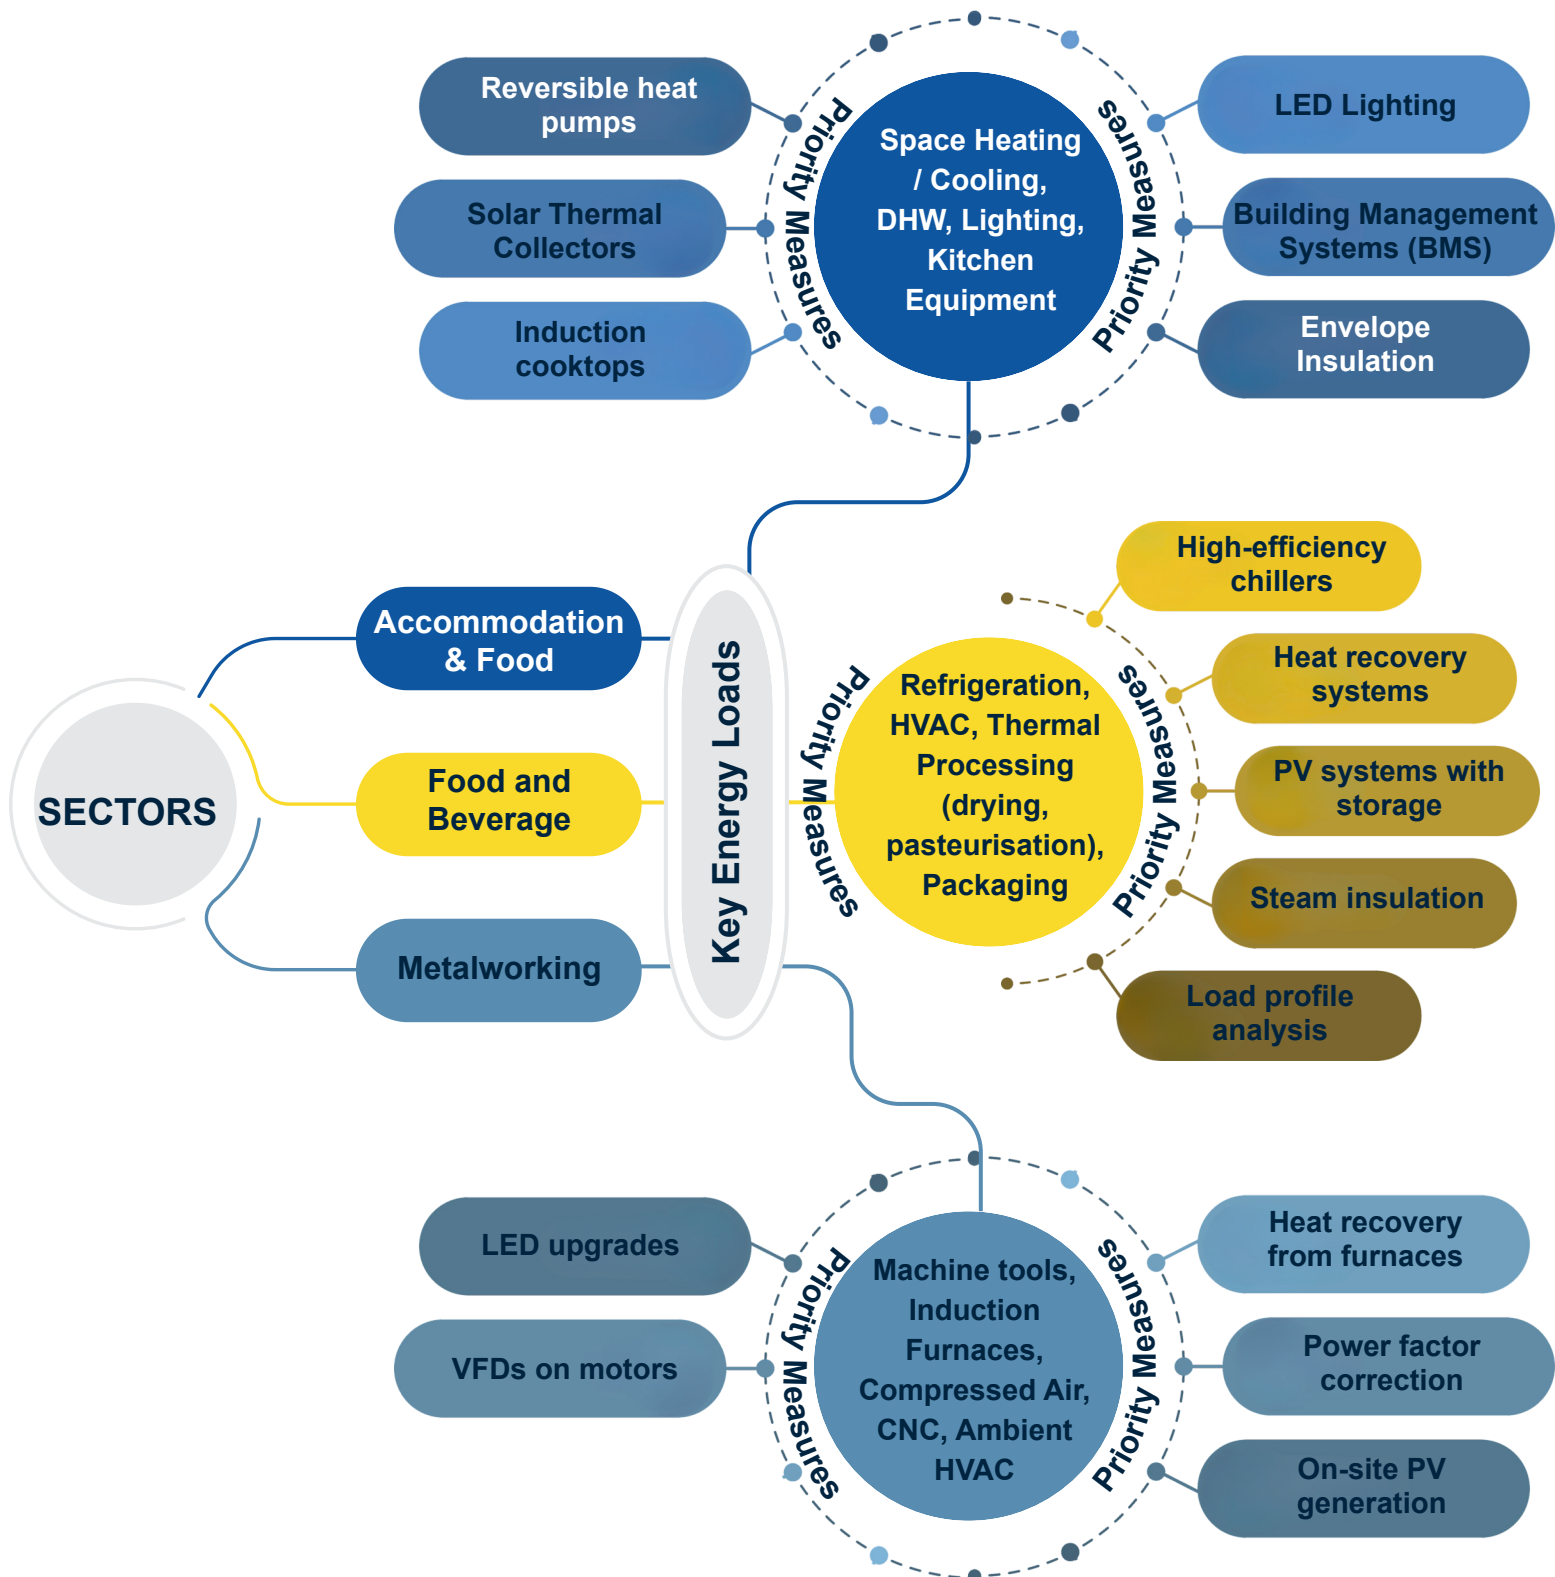 Reversible heat
pumps
Solar Thermal
Collectors
Induction
cooktops
Priority Measures
Space Heating
/ Cooling,
DHW, Lighting,
Kitchen
Equipment
Priority Measures
LED Lighting
Building Management
Systems (BMS)
Envelope
Insulation
SECTORS
Accommodation
& Food
Food and
Beverage
Metalworking
Key Energy Loads
Priority Measures
Refrigeration,
HVAC, Thermal
Processing
(drying,
pasteurisation),
Packaging
Priority Measures
High-efficiency
chillers
Heat recovery
systems
PV systems with
storage
Steam insulation
Load profile
analysis
LED upgrades
VFDs on motors
Priority Measures
Machine tools,
Induction
Furnaces,
Compressed Air,
CNC, Ambient
HVAC
Priority Measures
Heat recovery
from furnaces
Power factor
correction
On-site PV
generation